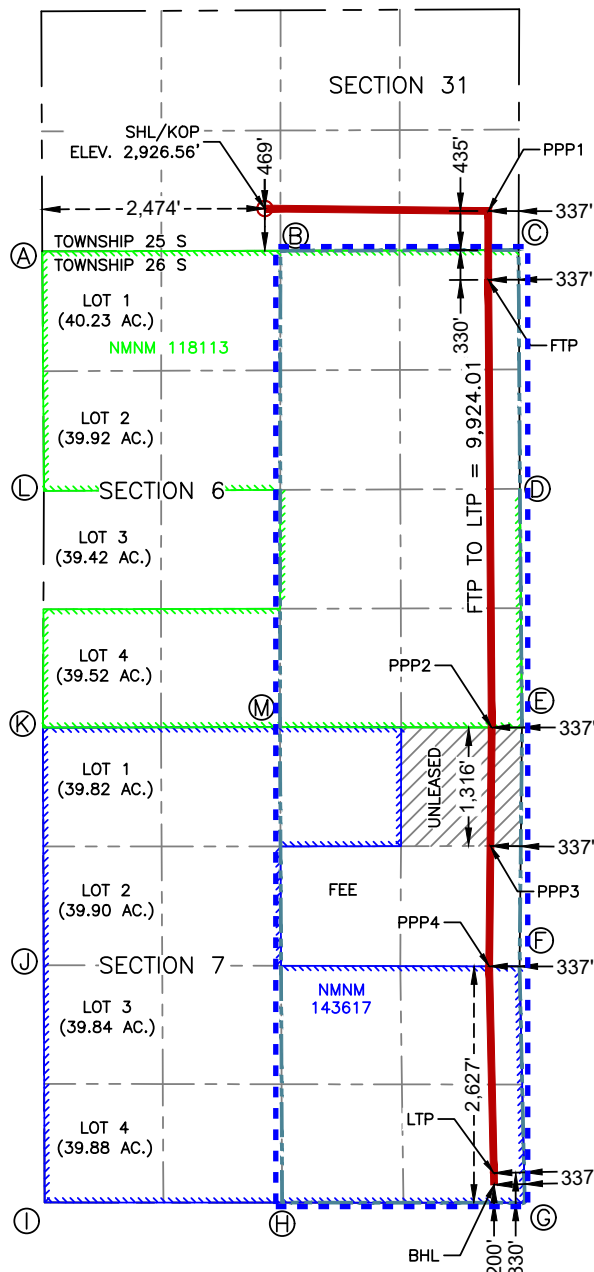 SECTION 31
SHL/KOP
ELEV. 2,926.56'
469'
435'
PPP1
2,474'
337'
A
TOWNSHIP 25 S
B
C
TOWNSHIP 26 S
337'
LOT 1
(40.23 AC.)
330'
NMNM 118113
FTP
FTP TO LTP = 9,924.01
LOT 2
(39.92 AC.)
L
SECTION 6
D
LOT 3
(39.42 AC.)
LOT 4
(39.52 AC.)
PPP2
M
E
K
337'
LOT 1
(39.82 AC.)
UNLEASED
1,316'
337'
LOT 2
(39.90 AC.)
FEE
PPP3
PPP4
F
J
SECTION 7
337'
NMNM
143617
LOT 3
(39.84 AC.)
2,627'
LTP
LOT 4
(39.88 AC.)
337
I
H
G
BHL
200'
330'